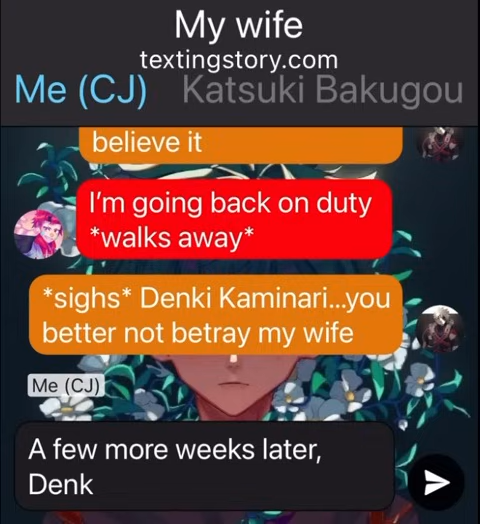 My wife
textingstory.com
Me (CJ) Katsuki Bakugou
believe it
I'm going back on duty
*walks away*
*sighs* Denki Kaminari...you
better not betray my wife
Me (CJ)
A few more weeks later,
Denk